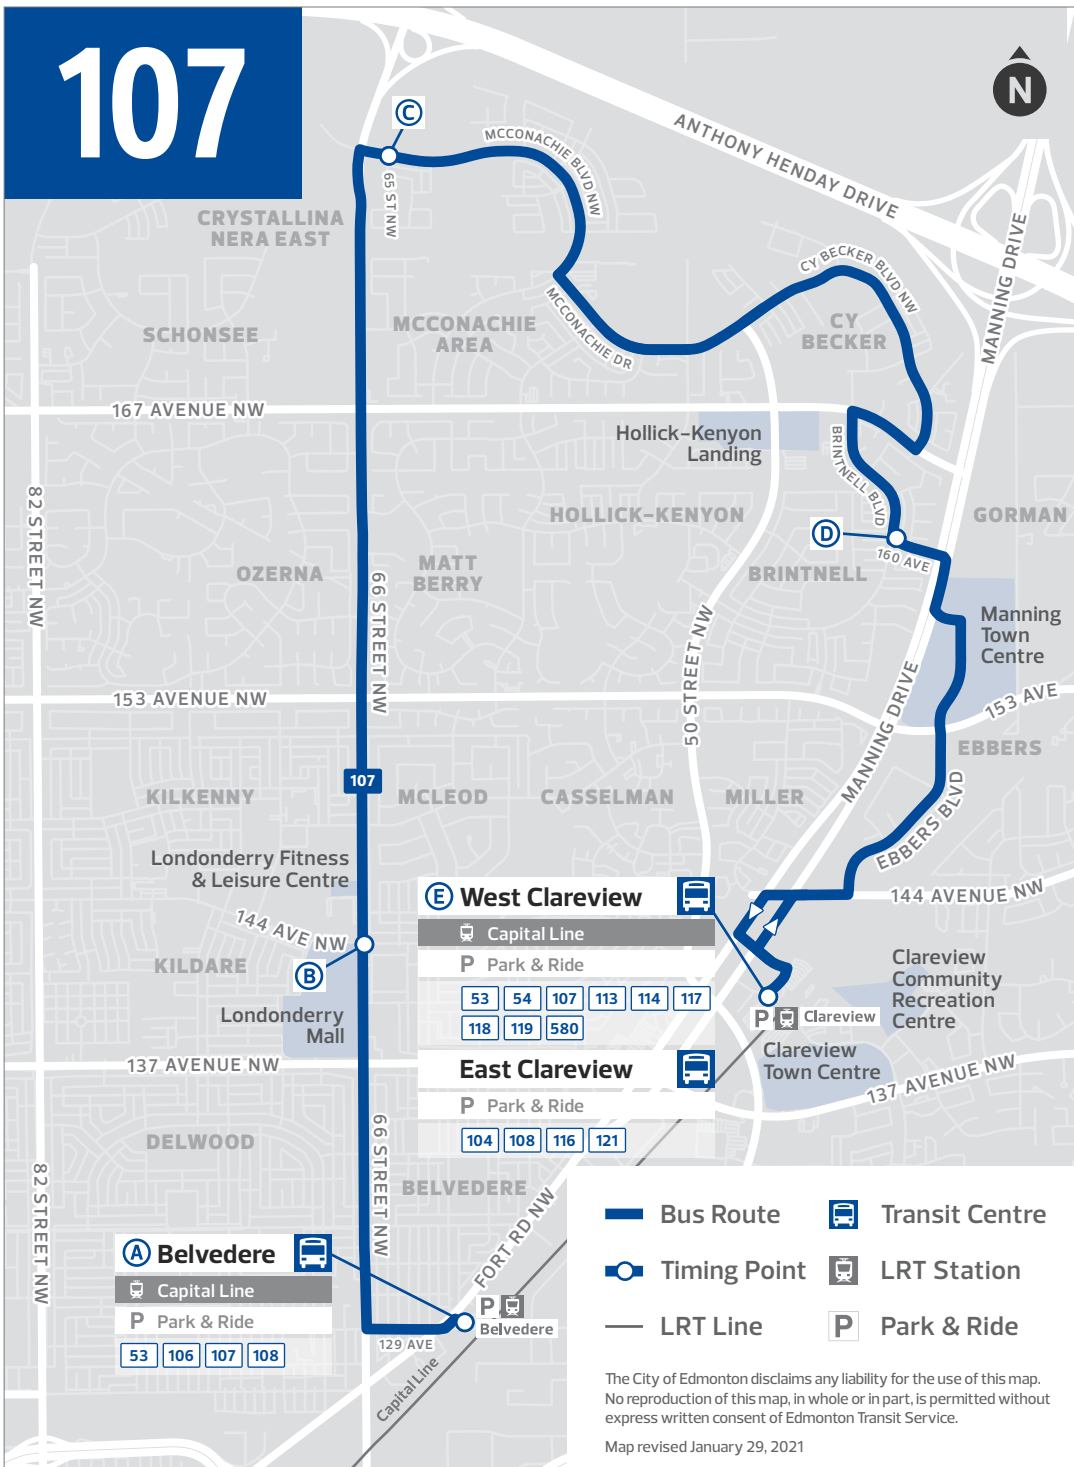 107
N
C
MCCONACHIE BLVD NW
ANTHONY HENDAY DRIVE
65 ST NW
CRYSTALLINA
NERA EAST
MANNING DRIVE
CY BECKER BLVD NW
MCCONACHIE DR
SCHONSEE
MCCONACHIE
AREA
CY
BECKER
167 AVENUE NW
Hollick-Kenyon
Landing
BRINTNELL BLVD
82 STREET NW
HOLLICK-KENYON
GORMAN
D
160 AVE
OZERNA
MATT
BERRY
BRINTNELL
66 STREET NW
Manning
Town
Centre
50 STREET NW
153 AVENUE NW
MANNING DRIVE
153 AVE
EBBERS
107
KILKENNY
MCLEOD
CASSELMAN
MILLER
EBBERS BLVD
Londonderry Fitness
& Leisure Centre
144 AVENUE NW
E West Clareview
Capital Line
P Park & Ride
53 54 107 113 114 117
118 119 580
East Clareview
P Park & Ride
104 108 116 121
144 AVE NW
KILDARE
B
Londonderry
Mall
Clareview
Community
Recreation
Centre
P Clareview
Clareview
Town Centre
137 AVENUE NW
137 AVENUE NW
DELWOOD
66 STREET NW
82 STREET NW
BELVEDERE
FORT RD NW
A Belvedere
Capital Line
P Park & Ride
53 106 107 108
P
Belvedere
129 AVE
Capital Line
Bus Route
Transit Centre
Timing Point
LRT Station
LRT Line
P Park & Ride
The City of Edmonton disclaims any liability for the use of this map.
No reproduction of this map, in whole or in part, is permitted without
express written consent of Edmonton Transit Service.
Map revised January 29, 2021